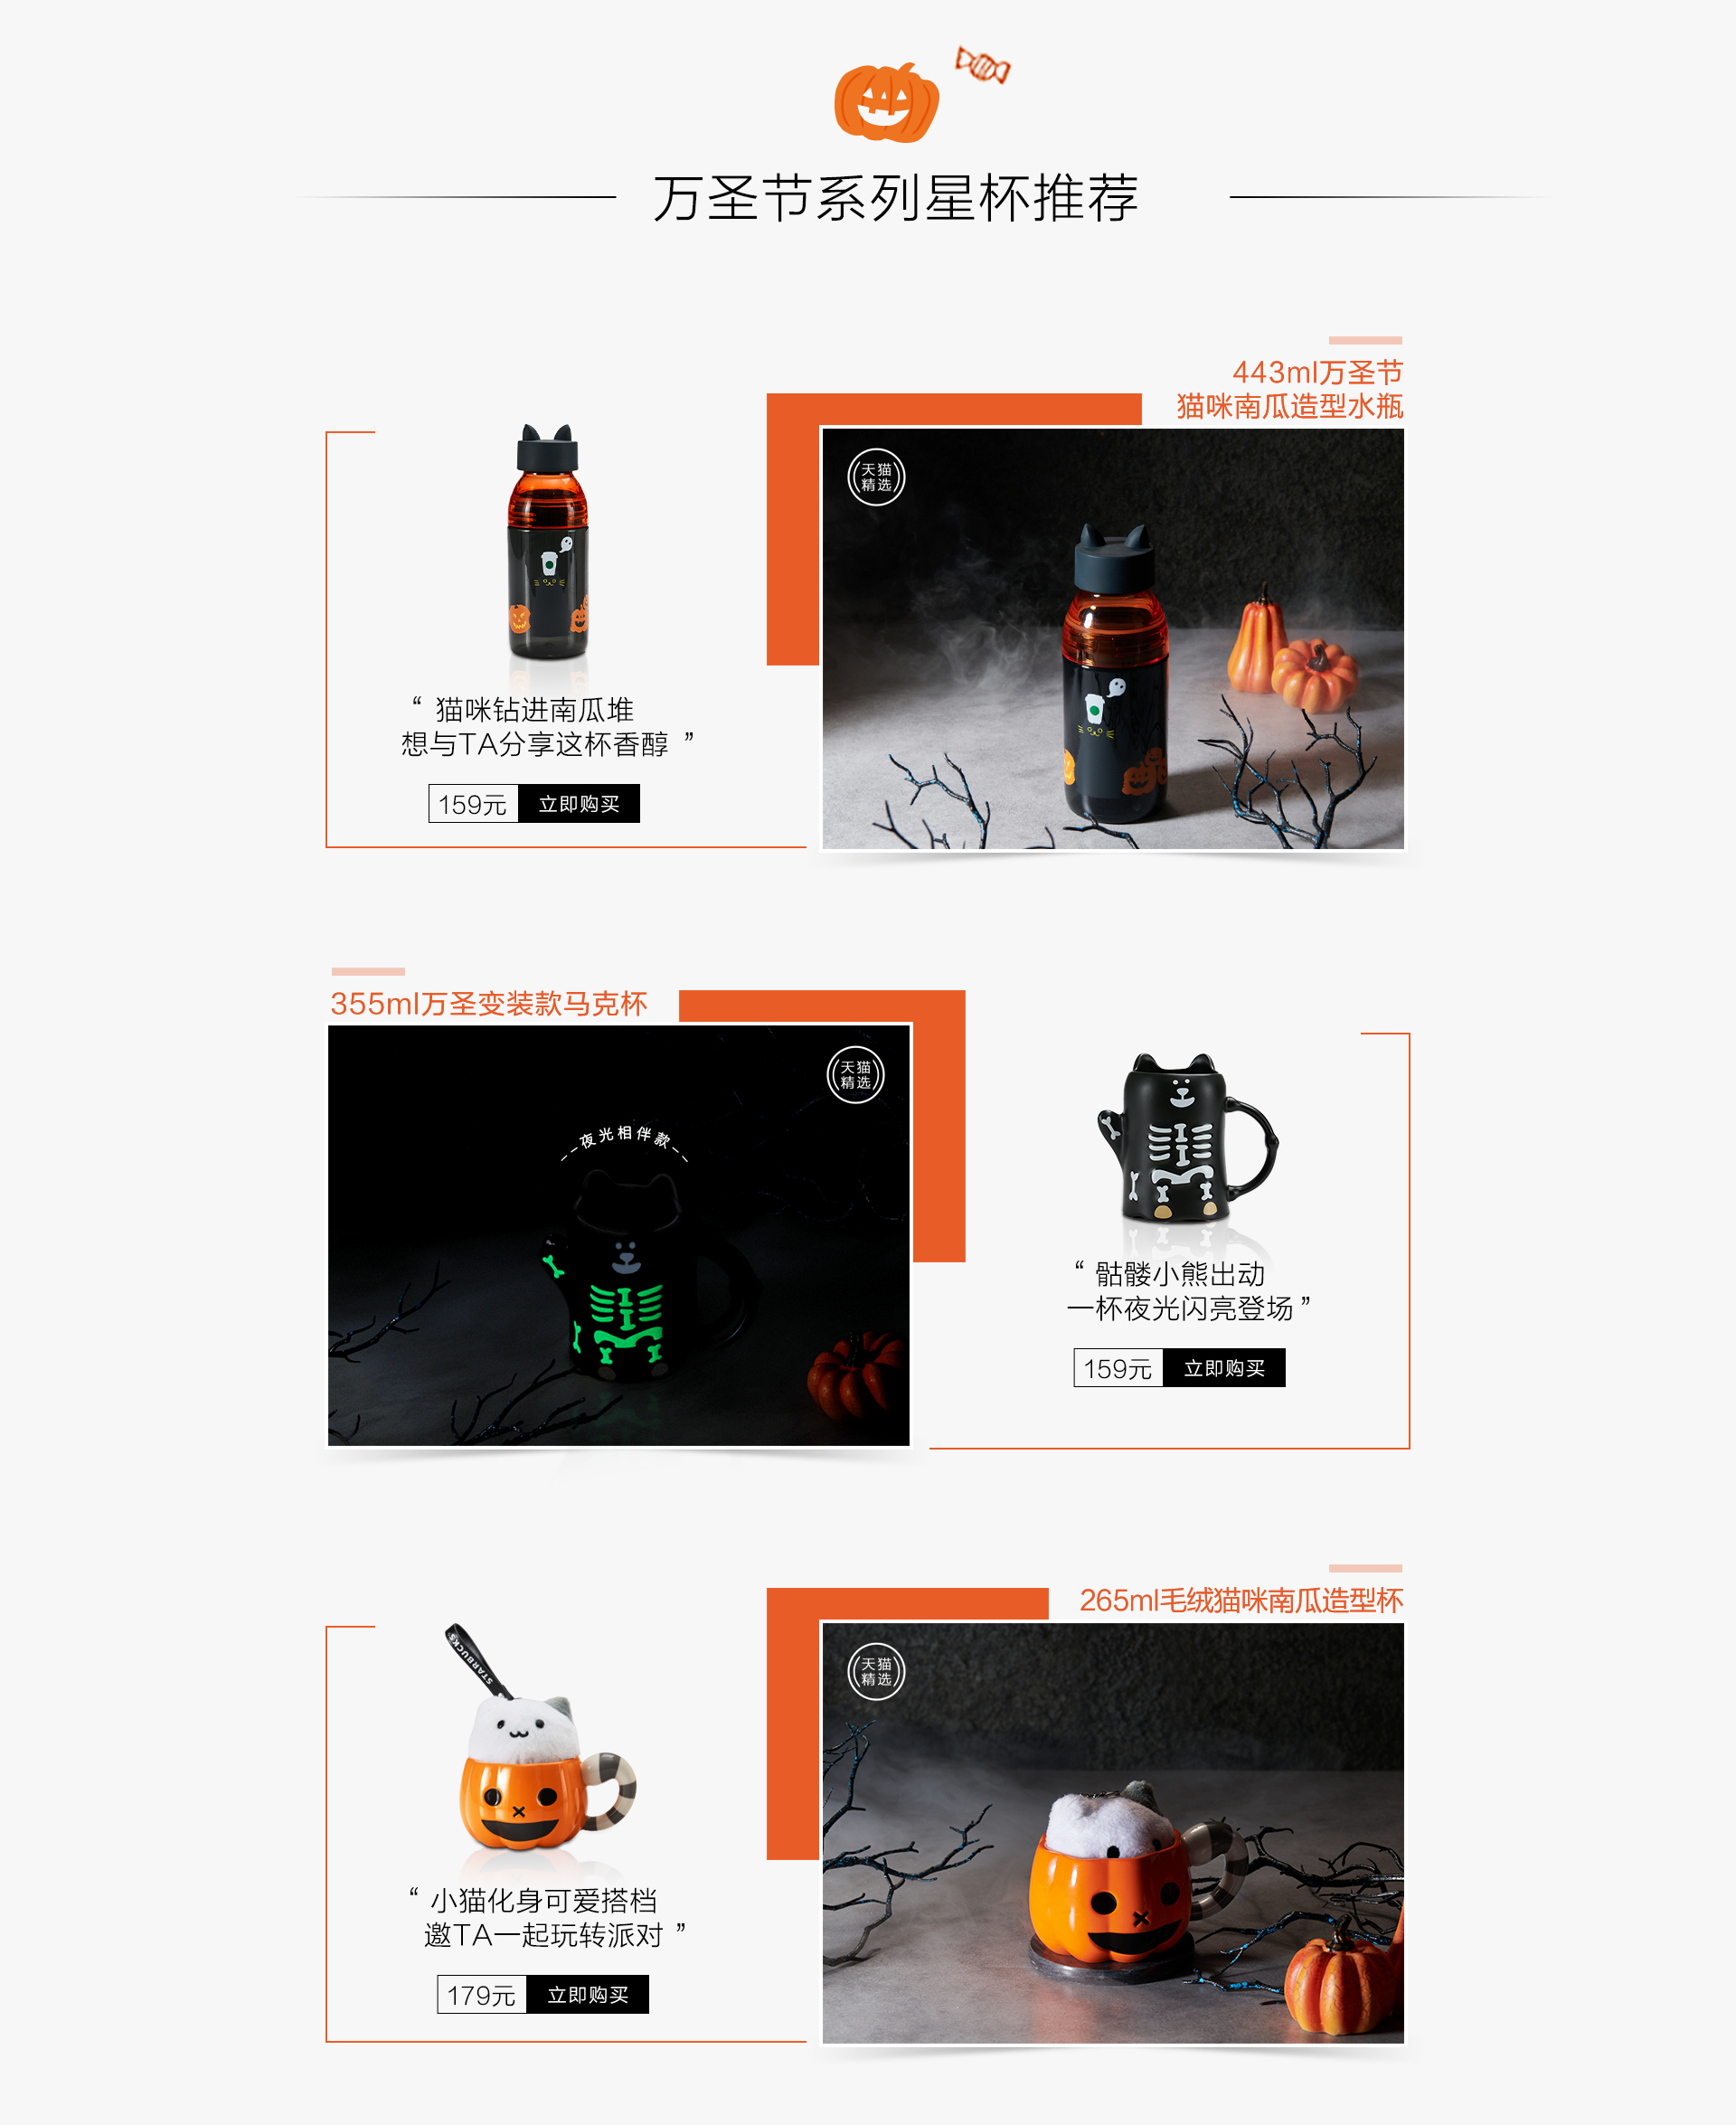 万圣节系列星杯推荐
443ml万圣节
猫咪南瓜造型水瓶
天猫
精选
“ 猫咪钻进南瓜堆
想与TA分享这杯香醇 ”
159元 立即购买
355ml万圣变装款马克杯
天猫
精选
夜光相伴款
“ 骷髅小熊出动
一杯夜光闪亮登场 ”
159元 立即购买
265ml毛绒猫咪南瓜造型杯
天猫
精选
STARBUCKS
“ 小猫化身可爱搭档
邀TA一起玩转派对 ”
179元 立即购买